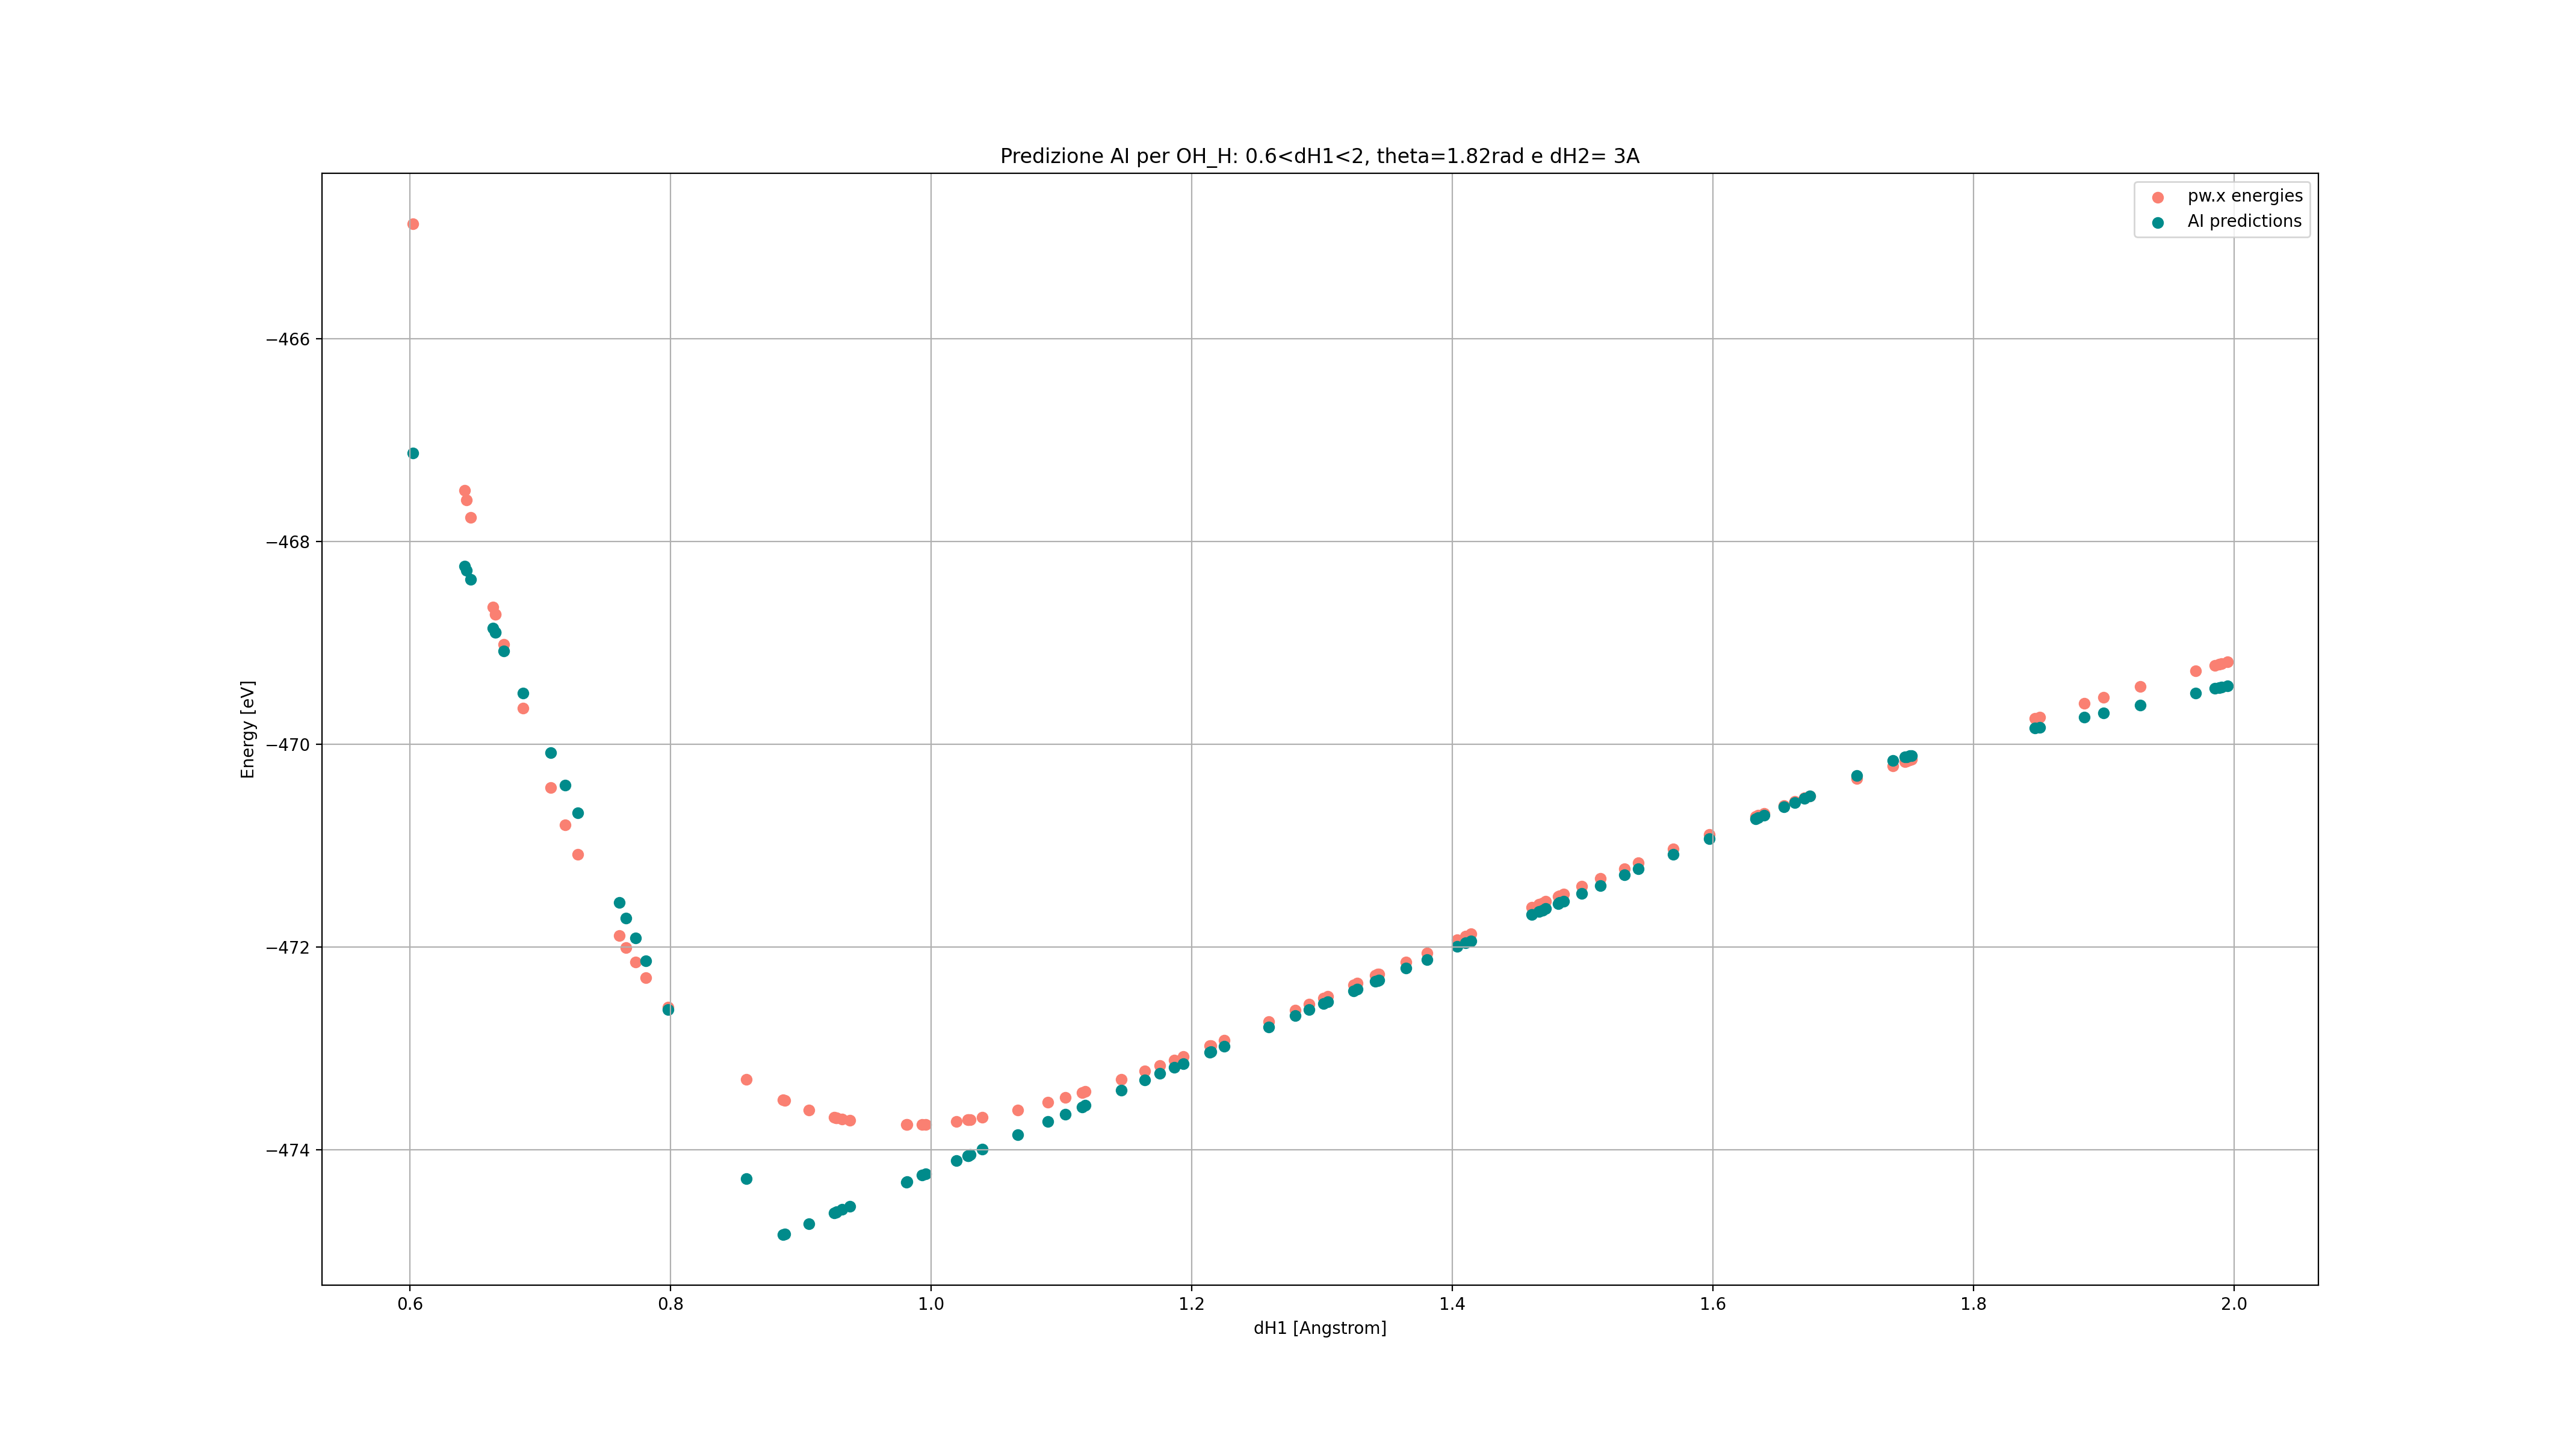 Predizione AI per OH_H: 0.6<dH1<2, theta=1.82rad e dH2= 3A
pw.x energies
AI predictions
Energy [eV]
−466
−468
−470
−472
−474
0.6
0.8
1.0
1.2
1.4
1.6
1.8
2.0
dH1 [Angstrom]